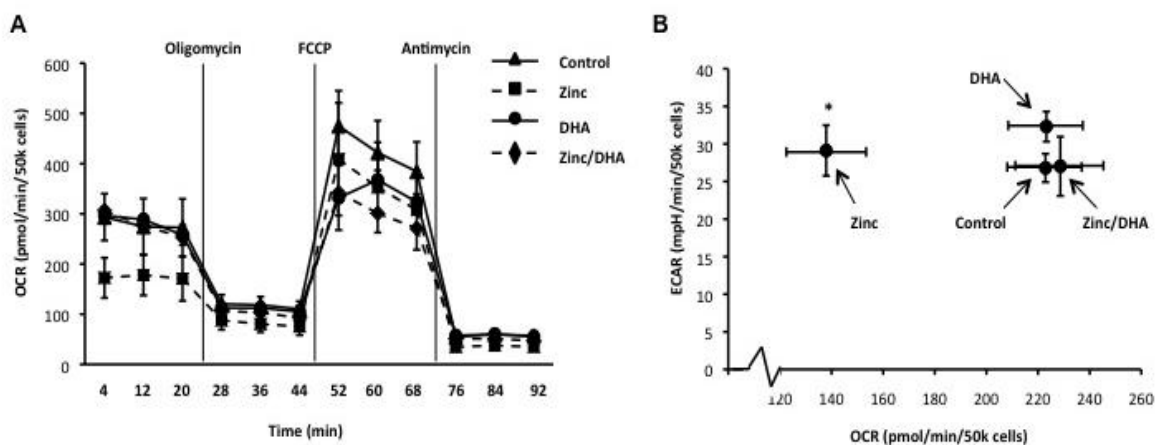 A
Oligomycin FCCP Antimycin
600
500
400
300
200
100
0
OCR (pmol/min/50k cells)
4 12 20 28 36 44 52 60 68 76 84 92
Time (min)
Control
Zinc
DHA
Zinc/DHA
B
40
35
30
25
20
15
10
5
0
ECAR (mpH/min/50k cells)
DHA
*
Zinc
Control
Zinc/DHA
120 140 160 180 200 220 240 260
OCR (pmol/min/50k cells)